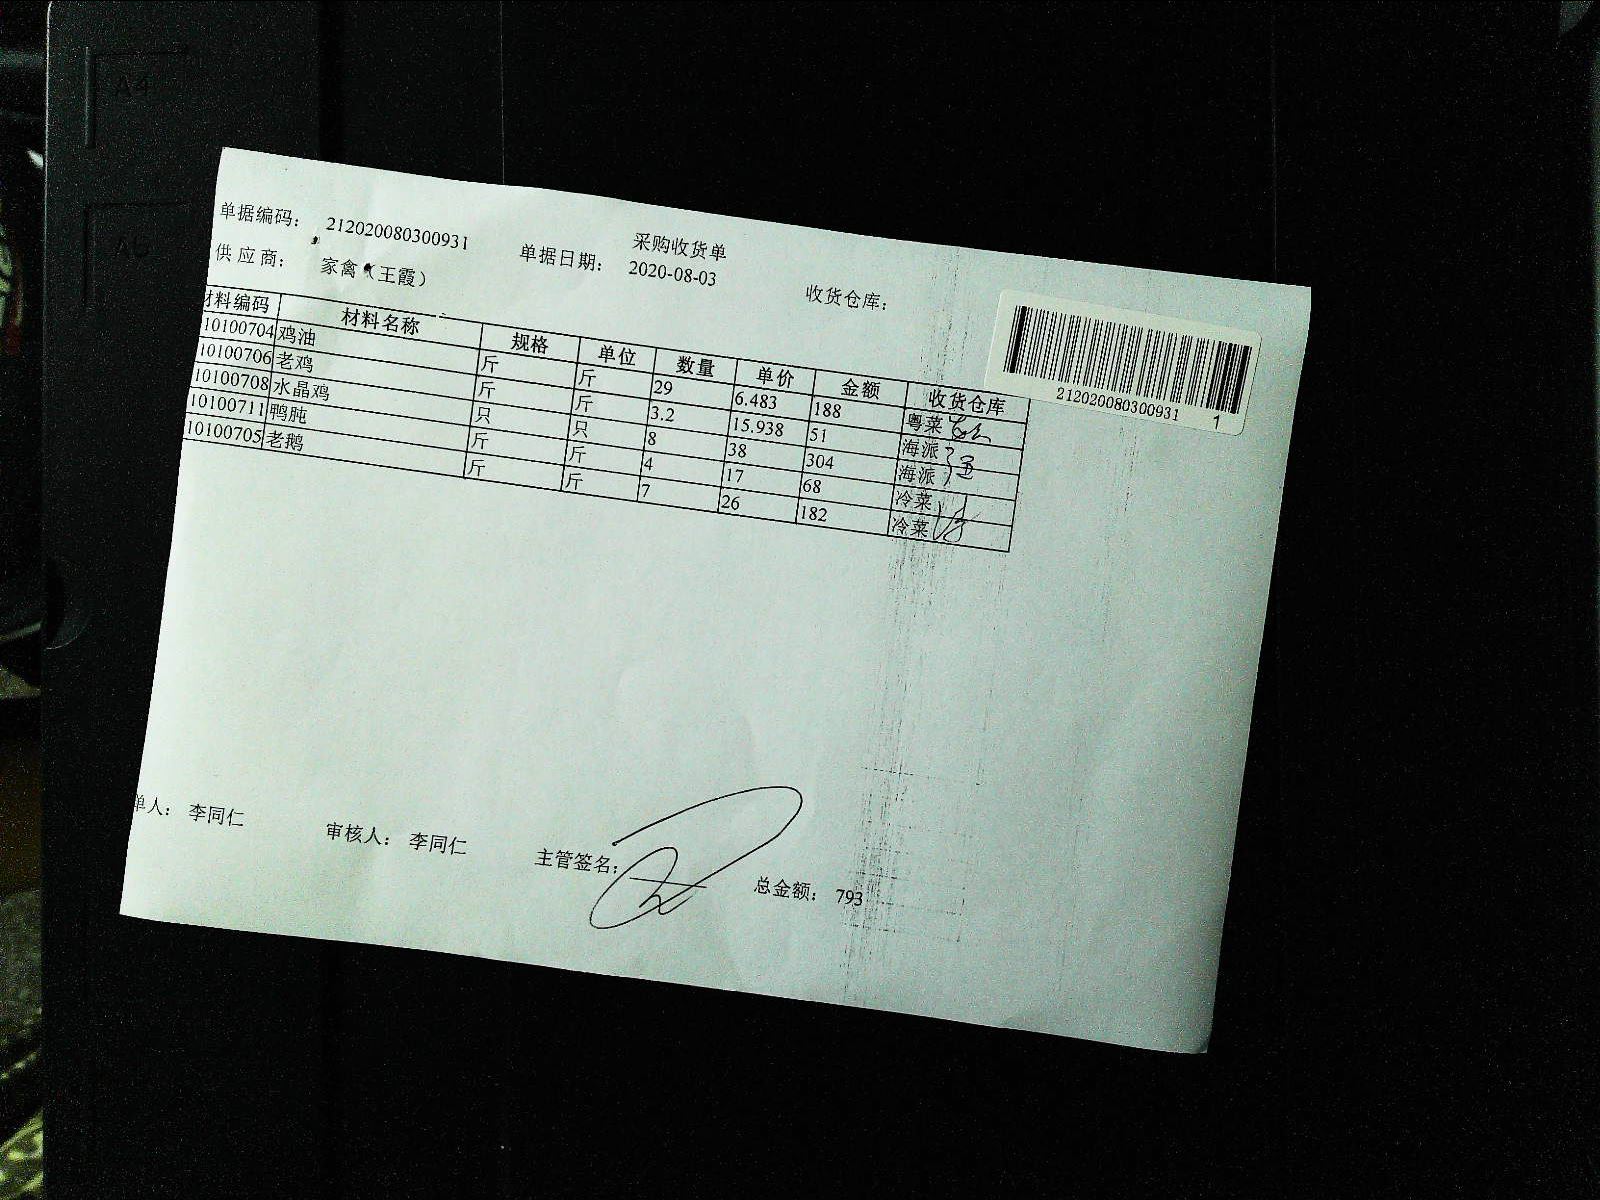 采购收货单
单据编码： 212020080300931 单据日期： 2020-08-03 收货仓库：
供应商： 家禽（王霞）
212020080300931 1
材料编码 材料名称 规格 单位 数量 单价 金额 收货仓库
10100704 鸡油 斤 斤 29 6.483 188 粤菜
10100706 老鸡 斤 斤 3.2 15.938 51 海派
10100708 水晶鸡 只 只 8 38 304 海派
10100711 鸭肫 斤 斤 4 17 68 冷菜
10100705 老鹅 斤 斤 7 26 182 冷菜
单人： 李同仁 审核人： 李同仁 主管签名： 总金额： 793
A4
A5